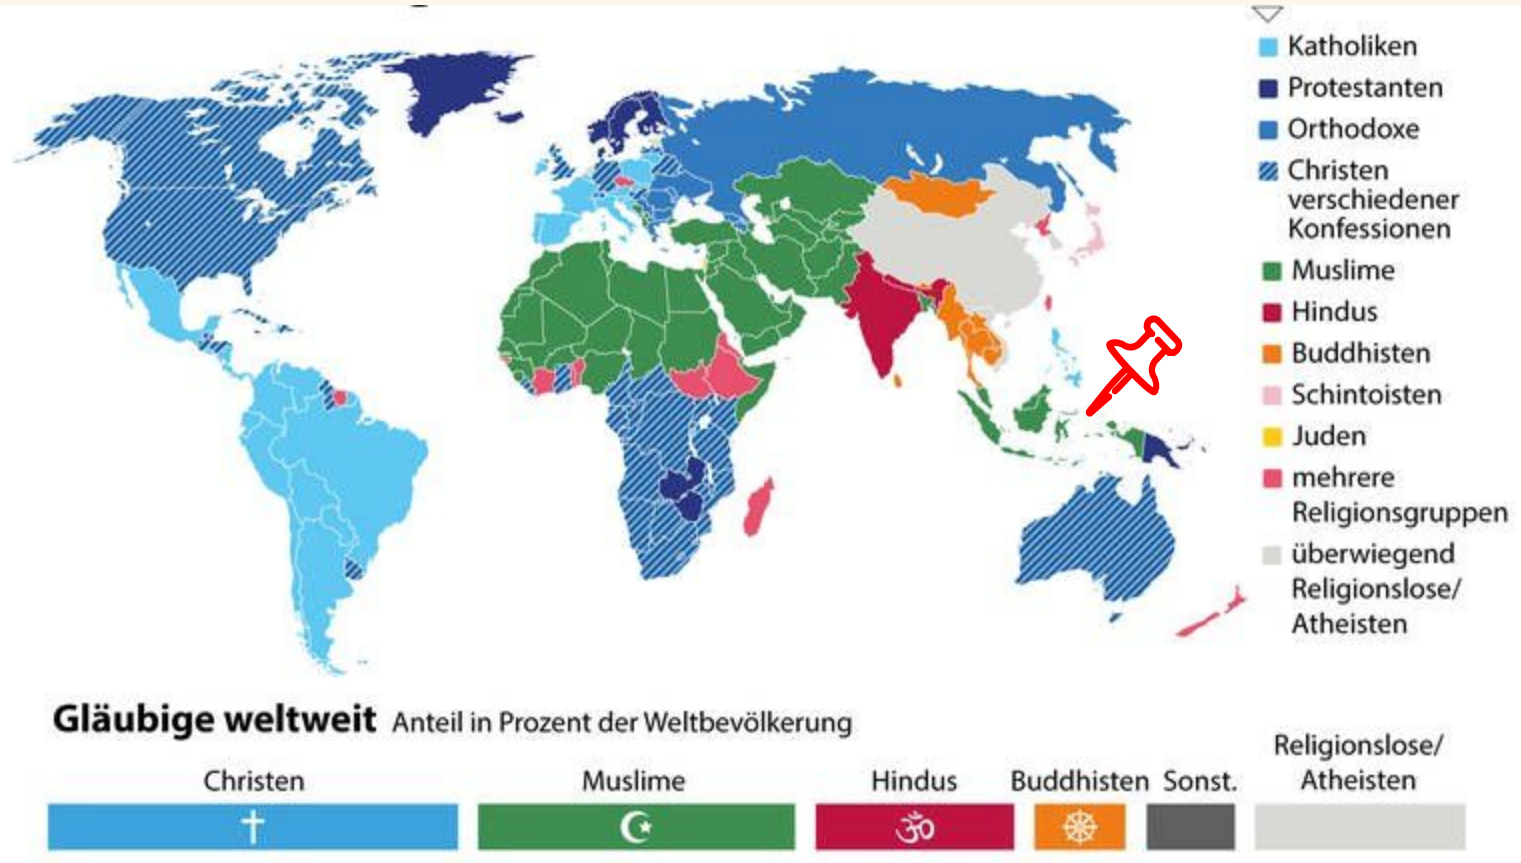 Katholiken
Protestanten
Orthodoxe
Christen
verschiedener
Konfessionen
Muslime
Hindus
Buddhisten
Schintoisten
Juden
mehrere
Religionsgruppen
überwiegend
Religionslose/
Atheisten
Gläubige weltweit Anteil in Prozent der Weltbevölkerung
Christen Muslime Hindus Buddhisten Sonst. Religionslose/
Atheisten
ॐ